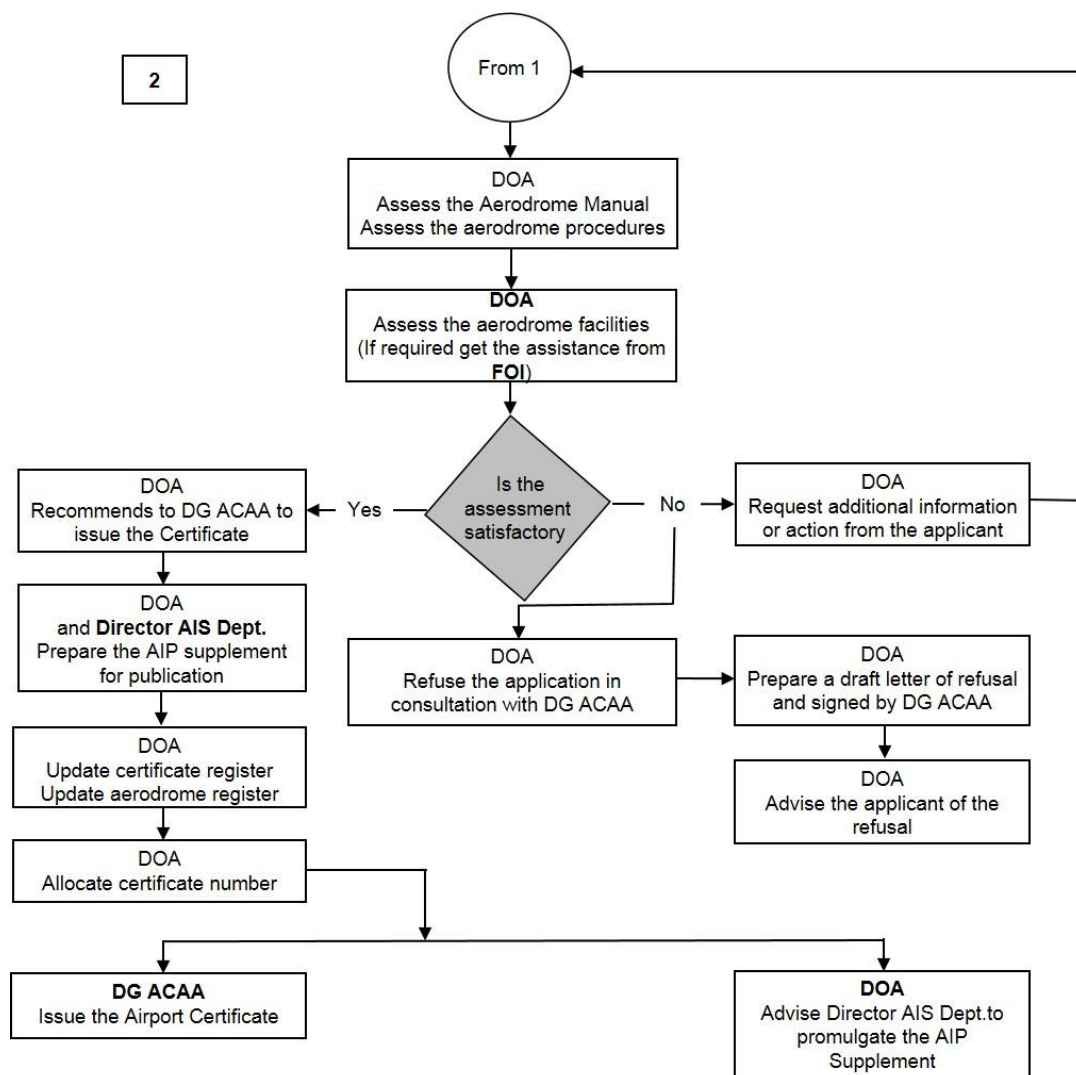 2
From 1
DOA
Assess the Aerodrome Manual
Assess the aerodrome procedures
DOA
Assess the aerodrome facilities
(If required get the assistance from
FOI)
Is the
assessment
satisfactory
Yes
No
DOA
Recommends to DG ACAA to
issue the Certificate
DOA
Request additional information
or action from the applicant
DOA
and Director AIS Dept.
Prepare the AIP supplement
for publication
DOA
Refuse the application in
consultation with DG ACAA
DOA
Prepare a draft letter of refusal
and signed by DG ACAA
DOA
Update certificate register
Update aerodrome register
DOA
Advise the applicant of the
refusal
DOA
Allocate certificate number
DG ACAA
Issue the Airport Certificate
DOA
Advise Director AIS Dept.to
promulgate the AIP
Supplement